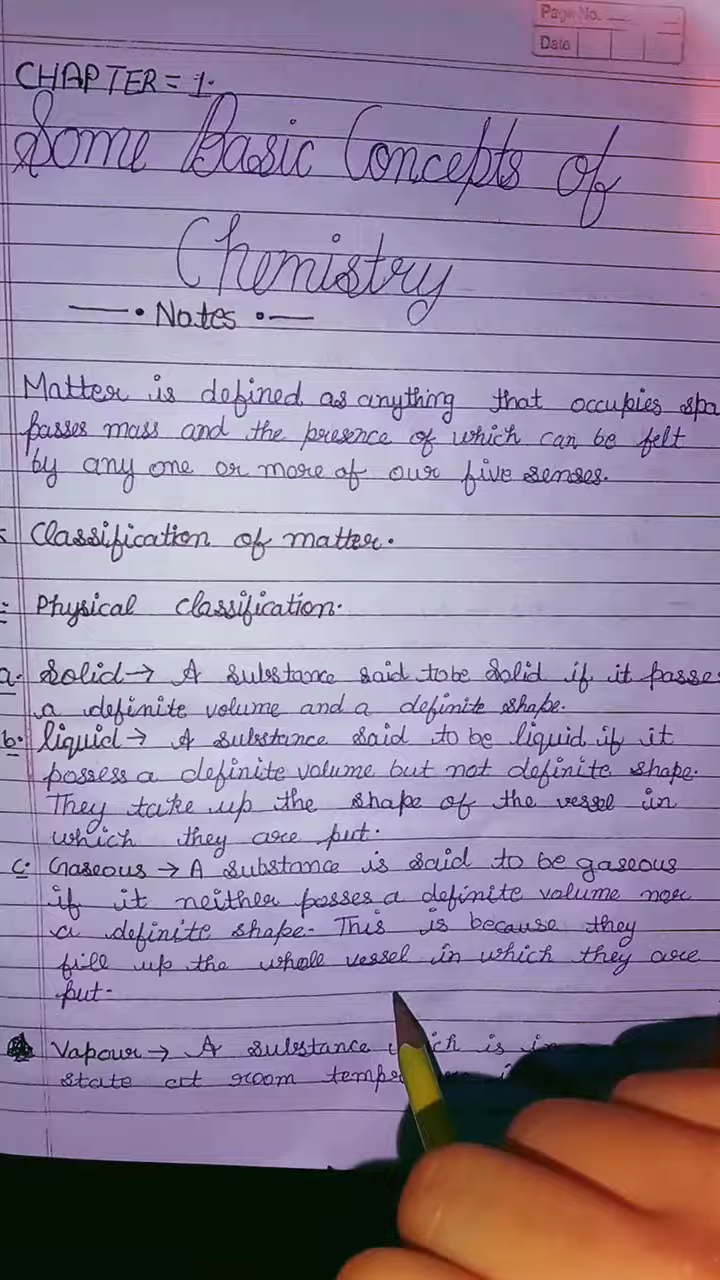 Page No.
Date
CHAPTER = 1.
Some Basic Concepts of
Chemistry
Notes
Matter is defined as anything that occupies spa
passes mass and the presence of which can be felt
by any one or more of our five senses.
Classification of matter.
Physical classification.
a. Solid → A substance said to be solid if it passe
a definite volume and a definite shape.
b. liquid → A substance said to be liquid if it
possess a definite volume but not definite shape.
They take up the shape of the vessel in
which they are put.
C. Gaseous → A substance is said to be gaseous
if it neither posses a definite volume nor
a definite shape. This is because they
fill up the whole vessel in which they are
put.
Vapour → A substance is in
state at room